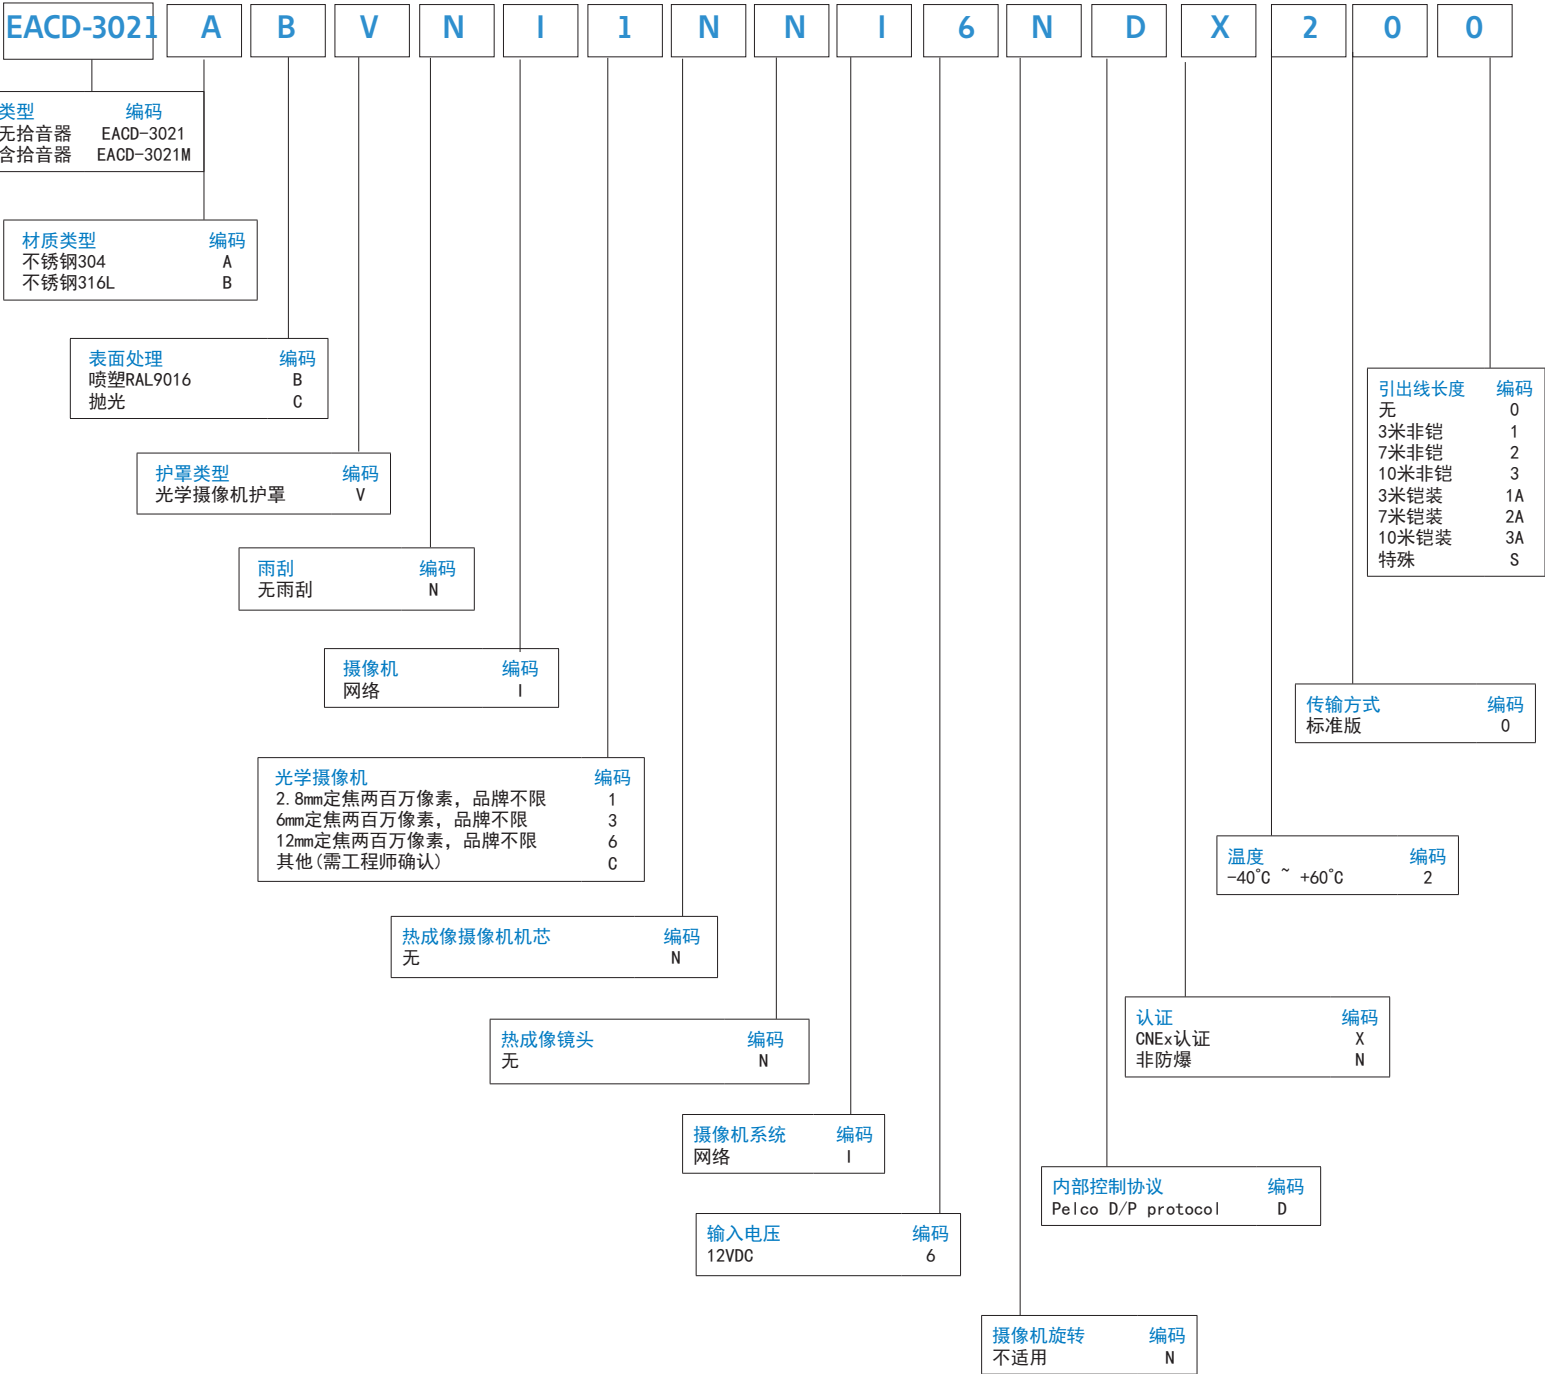 EACD-3021 A B V N I 1 N N I 6 N D X 2 0 0
类型 编码
无拾音器 EACD-3021
含拾音器 EACD-3021M
材质类型 编码
不锈钢304 A
不锈钢316L B
表面处理 编码
喷塑RAL9016 B
抛光 C
护罩类型 编码
光学摄像机护罩 V
雨刮 编码
无雨刮 N
摄像机 编码
网络 I
光学摄像机 编码
2.8mm定焦两百万像素，品牌不限 1
6mm定焦两百万像素，品牌不限 3
12mm定焦两百万像素，品牌不限 6
其他(需工程师确认) C
热成像摄像机机芯 编码
无 N
热成像镜头 编码
无 N
摄像机系统 编码
网络 I
输入电压 编码
12VDC 6
摄像机旋转 编码
不适用 N
内部控制协议 编码
Pelco D/P protocol D
认证 编码
CNEx认证 X
非防爆 N
温度 编码
-40℃ ~ +60℃ 2
传输方式 编码
标准版 0
引出线长度 编码
无 0
3米非铠 1
7米非铠 2
10米非铠 3
3米铠装 1A
7米铠装 2A
10米铠装 3A
特殊 S